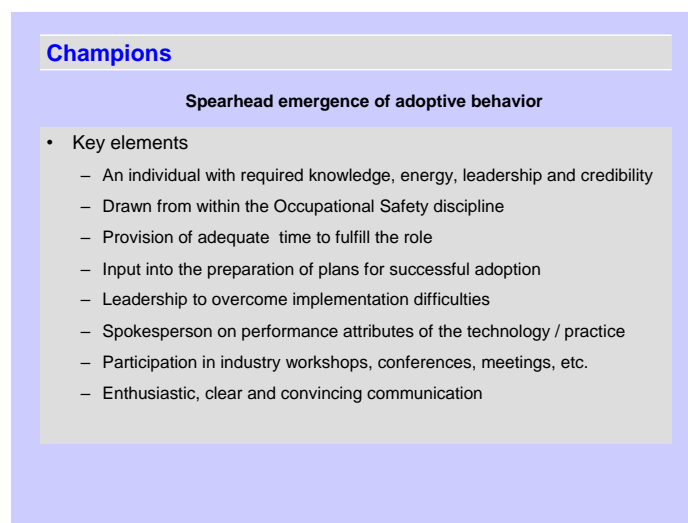 Champions
Spearhead emergence of adoptive behavior
• Key elements
– An individual with required knowledge, energy, leadership and credibility
– Drawn from within the Occupational Safety discipline
– Provision of adequate  time to fulfill the role
– Input into the preparation of plans for successful adoption
– Leadership to overcome implementation difficulties
– Spokesperson on performance attributes of the technology / practice
– Participation in industry workshops, conferences, meetings, etc.
– Enthusiastic, clear and convincing communication